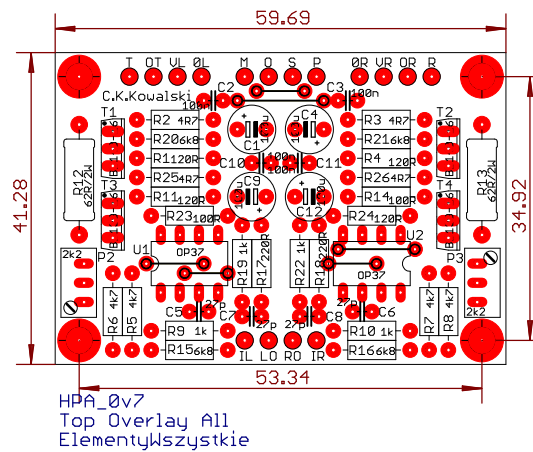 59.69
T OT VL 0L M O S P 0R VR OR R
C.K.Kowalski
C2 100n
C3 100n
T1
T2
R2 4R7
R20 6k8
R1 120R
R25 4R7
R11 120R
R23 100R
R3 4R7
R21 6k8
R4 120R
R26 4R7
R14 100R
R24 120R
C1 10u
C4 10u
C10 100n
100n C11
C9
C12
R12 62R/2W
R13 62R/2W
T3
T4
41.28
34.92
U1 OP37
U2 OP37
P2 2k2
P3 2k2
R19 1k
R17 220R
R22 1k
R18 220R
R6 4k7
R5 4k7
R7 4k7
R8 4k7
C5 27p
C7 27p
C8 27p
C6 27p
R9 1k
R15 6k8
R10 1k
R16 6k8
IL LO RO IR
53.34
HPA_0v7
Top Overlay All
ElementyWszystkie